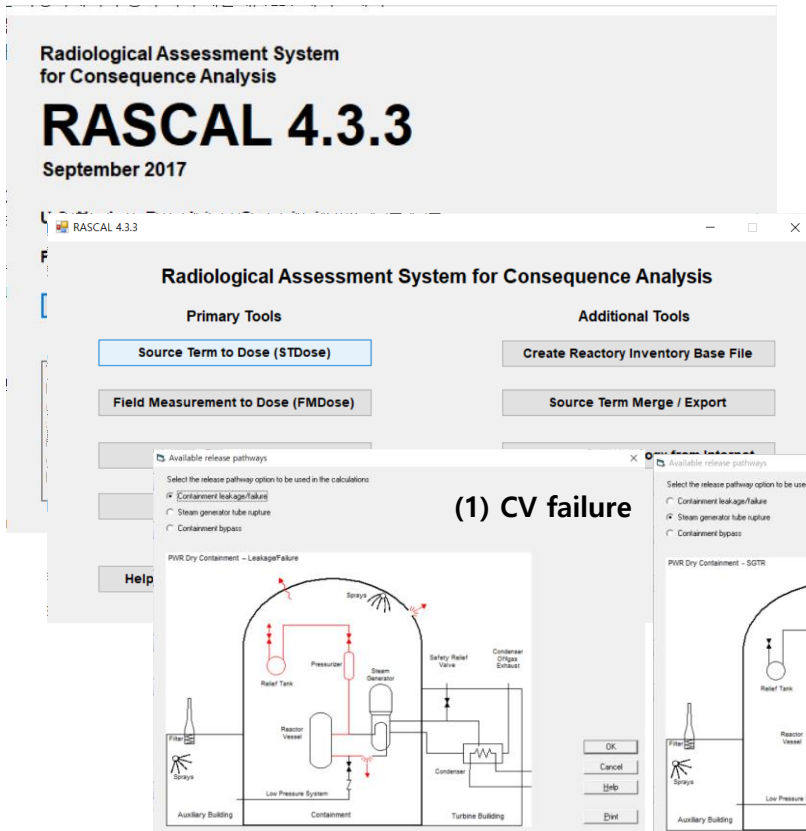 Radiological Assessment System
for Consequence Analysis
RASCAL 4.3.3
September 2017
RASCAL 4.3.3
Radiological Assessment System for Consequence Analysis
Primary Tools
Additional Tools
Source Term to Dose (STDose)
Create Reactory Inventory Base File
Field Measurement to Dose (FMDose)
Source Term Merge / Export
from Internet
Help
Available release pathways
Select the release pathway option to be used in the calculations
Containment leakage/failure
Steam generator tube rupture
Containment bypass
(1) CV failure
PWR Dry Containment – Leakage/Failure
Sprays
Pressurizer
Steam
Generator
Safety Relief
Valve
Condenser
Offgas
Exhaust
Relief Tank
Reactor
Vessel
Filter
Sprays
Condenser
Low Pressure System
Auxiliary Building
Containment
Turbine Building
OK
Cancel
Help
Print
Available release pathways
Select the release pathway option to be use
Containment leakage/failure
Steam generator tube rupture
Containment bypass
PWR Dry Containment - SGTR
Relief Tank
Reactor
Vessel
Filter
Sprays
Low Pressure
Auxiliary Building